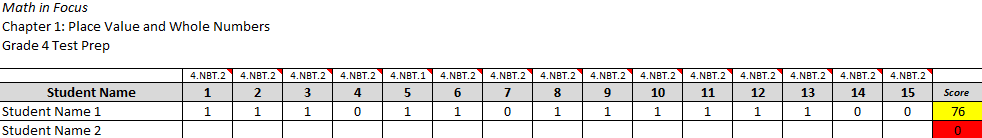 Math in Focus
Chapter 1: Place Value and Whole Numbers
Grade 4 Test Prep
4.NBT.2 4.NBT.2 4.NBT.2 4.NBT.2 4.NBT.1 4.NBT.2 4.NBT.2 4.NBT.2 4.NBT.2 4.NBT.2 4.NBT.2 4.NBT.2 4.NBT.2 4.NBT.2 4.NBT.2
Student Name 1 2 3 4 5 6 7 8 9 10 11 12 13 14 15 Score
Student Name 1 1 1 1 0 1 1 0 1 1 1 1 1 1 0 0 76
Student Name 2 0